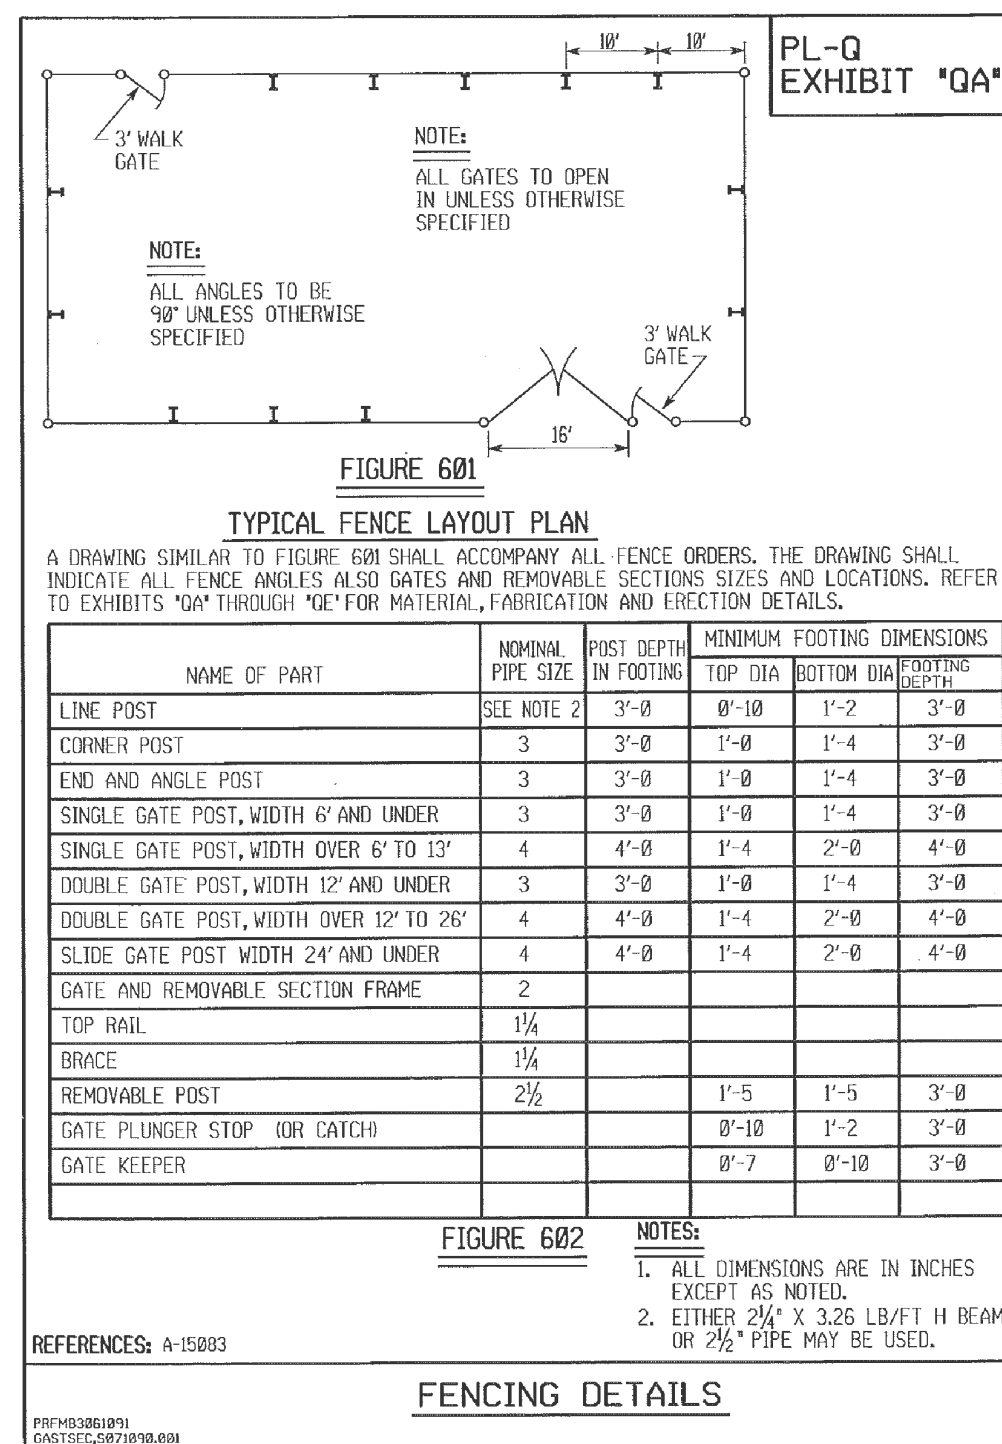 PL-Q
EXHIBIT "QA"
10' 10'
3' WALK
GATE
NOTE:
ALL GATES TO OPEN
IN UNLESS OTHERWISE
SPECIFIED
NOTE:
ALL ANGLES TO BE
90° UNLESS OTHERWISE
SPECIFIED
3' WALK
GATE
16'
FIGURE 601
TYPICAL FENCE LAYOUT PLAN
A DRAWING SIMILAR TO FIGURE 601 SHALL ACCOMPANY ALL FENCE ORDERS. THE DRAWING SHALL
INDICATE ALL FENCE ANGLES ALSO GATES AND REMOVABLE SECTIONS SIZES AND LOCATIONS. REFER
TO EXHIBITS "QA" THROUGH "QE" FOR MATERIAL, FABRICATION AND ERECTION DETAILS.
NAME OF PART NOMINAL PIPE SIZE POST DEPTH IN FOOTING MINIMUM FOOTING DIMENSIONS
TOP DIA BOTTOM DIA FOOTING DEPTH
LINE POST SEE NOTE 2 3'-0 0'-10 1'-2 3'-0
CORNER POST 3 3'-0 1'-0 1'-4 3'-0
END AND ANGLE POST 3 3'-0 1'-0 1'-4 3'-0
SINGLE GATE POST, WIDTH 6' AND UNDER 3 3'-0 1'-0 1'-4 3'-0
SINGLE GATE POST, WIDTH OVER 6' TO 13' 4 4'-0 1'-4 2'-0 4'-0
DOUBLE GATE POST, WIDTH 12' AND UNDER 3 3'-0 1'-0 1'-4 3'-0
DOUBLE GATE POST, WIDTH OVER 12' TO 26' 4 4'-0 1'-4 2'-0 4'-0
SLIDE GATE POST WIDTH 24' AND UNDER 4 4'-0 1'-4 2'-0 4'-0
GATE AND REMOVABLE SECTION FRAME 2
TOP RAIL 1¼
BRACE 1¼
REMOVABLE POST 2½ 1'-5 1'-5 3'-0
GATE PLUNGER STOP (OR CATCH) 0'-10 1'-2 3'-0
GATE KEEPER 0'-7 0'-10 3'-0
FIGURE 602
NOTES:
1. ALL DIMENSIONS ARE IN INCHES
EXCEPT AS NOTED.
2. EITHER 2¼" X 3.26 LB/FT H BEAM
OR 2½" PIPE MAY BE USED.
REFERENCES: A-15083
FENCING DETAILS
PRFMB3061091
GASTSEC,S071090.001